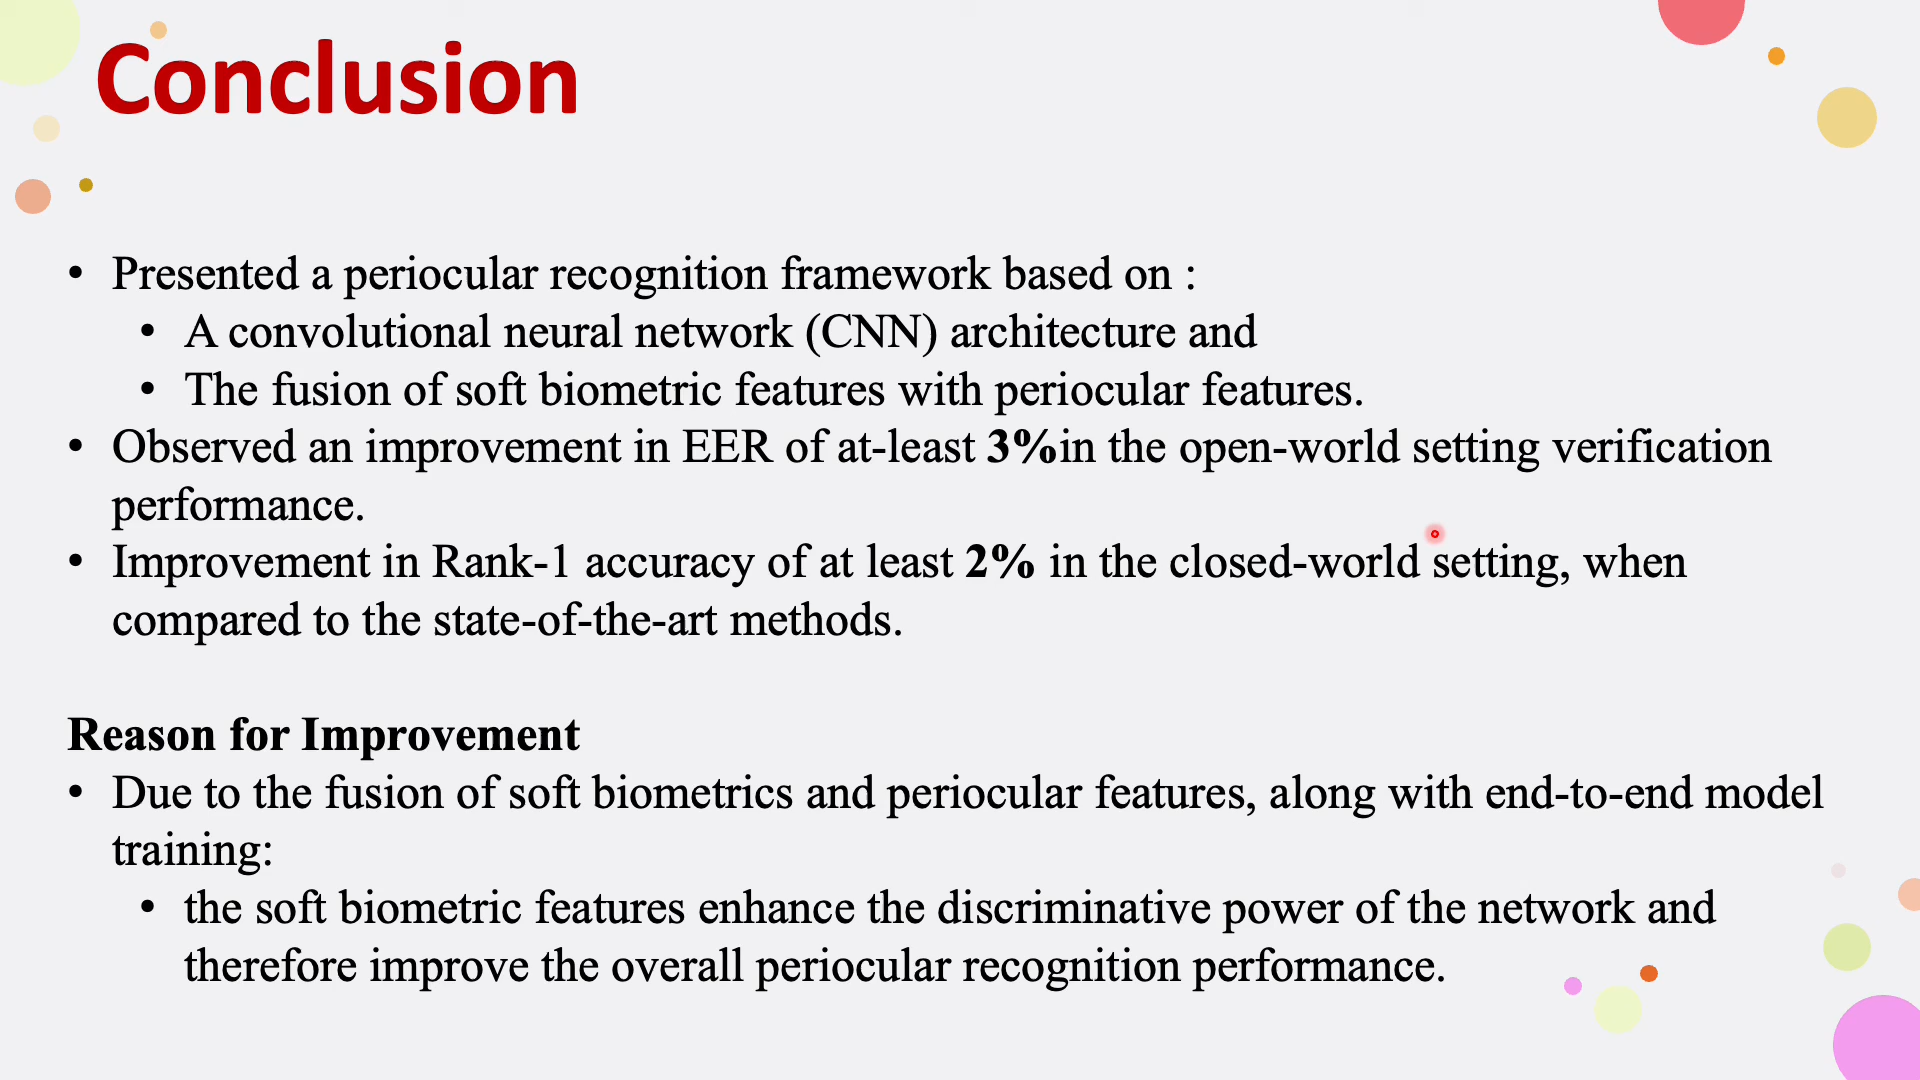 Conclusion
• Presented a periocular recognition framework based on :
• A convolutional neural network (CNN) architecture and
• The fusion of soft biometric features with periocular features.
• Observed an improvement in EER of at-least 3%in the open-world setting verification
performance.
• Improvement in Rank-1 accuracy of at least 2% in the closed-world setting, when
compared to the state-of-the-art methods.
Reason for Improvement
• Due to the fusion of soft biometrics and periocular features, along with end-to-end model
training:
• the soft biometric features enhance the discriminative power of the network and
therefore improve the overall periocular recognition performance.